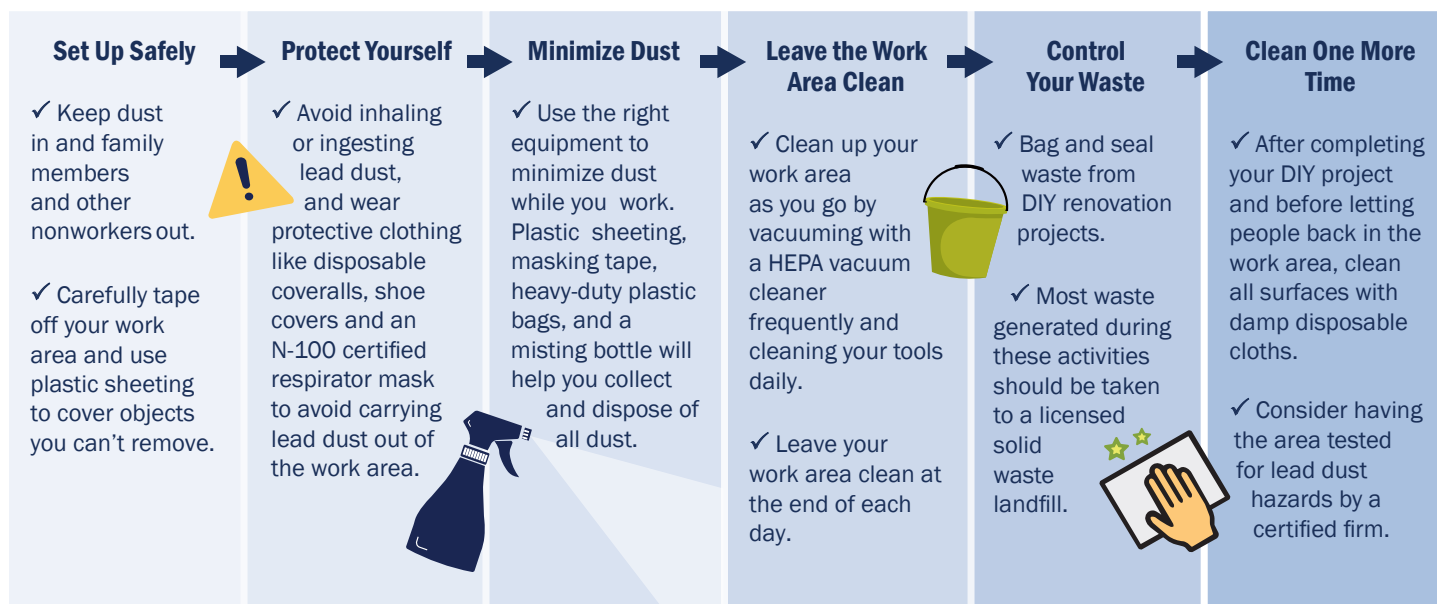 Set Up Safely
✓ Keep dust
in and family
members
and other
nonworkers out.
✓ Carefully tape
off your work
area and use
plastic sheeting
to cover objects
you can't remove.
Protect Yourself
✓ Avoid inhaling
or ingesting
lead dust,
and wear
protective clothing
like disposable
coveralls, shoe
covers and an
N-100 certified
respirator mask
to avoid carrying
lead dust out of
the work area.
Minimize Dust
✓ Use the right
equipment to
minimize dust
while you work.
Plastic sheeting,
masking tape,
heavy-duty plastic
bags, and a
misting bottle will
help you collect
and dispose of
all dust.
Leave the Work
Area Clean
✓ Clean up your
work area
as you go by
vacuuming with
a HEPA vacuum
cleaner
frequently and
cleaning your tools
daily.
✓ Leave your
work area clean at
the end of each
day.
Control
Your Waste
✓ Bag and seal
waste from
DIY renovation
projects.
✓ Most waste
generated during
these activities
should be taken
to a licensed
solid
waste
landfill.
Clean One More
Time
✓ After completing
your DIY project
and before letting
people back in the
work area, clean
all surfaces with
damp disposable
cloths.
✓ Consider having
the area tested
for lead dust
hazards by a
certified firm.